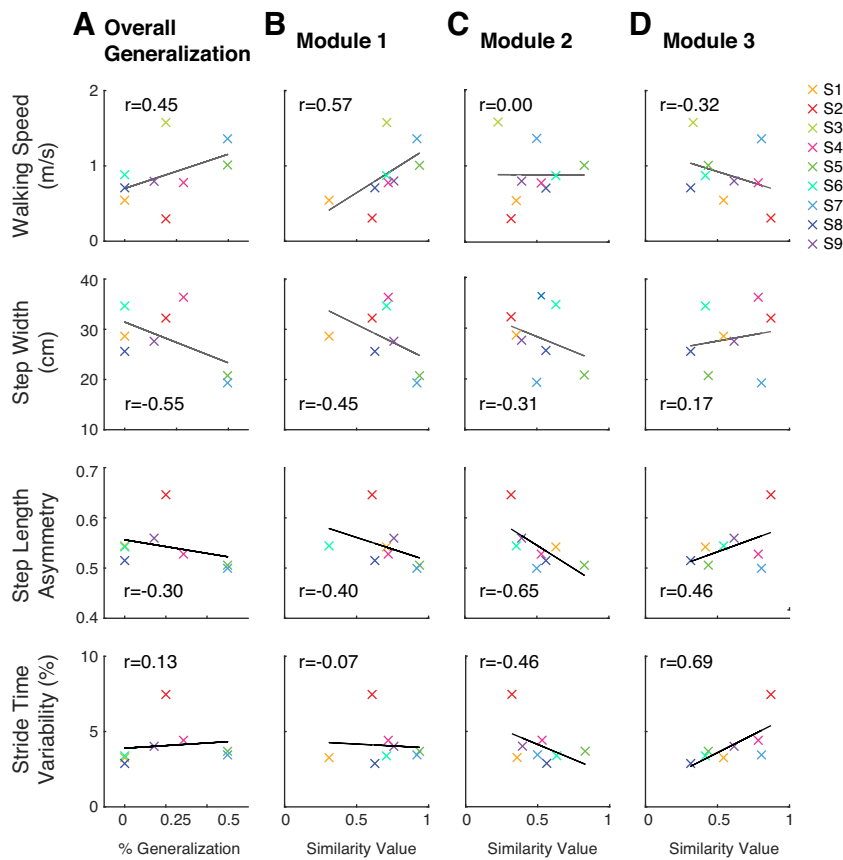 A Overall Generalization
B Module 1
C Module 2
D Module 3
Walking Speed
(m/s)
2
1
0
r=0.45
r=0.57
r=0.00
r=-0.32
S1
S2
S3
S4
S5
S6
S7
S8
S9
Step Width
(cm)
40
30
20
10
r=-0.55
r=-0.45
r=-0.31
r=0.17
Step Length
Asymmetry
0.7
0.6
0.5
0.4
r=-0.30
r=-0.40
r=-0.65
r=0.46
Stride Time
Variability (%)
10
5
0
r=0.13
r=-0.07
r=-0.46
r=0.69
0 0.25 0.5
0 1
0 1
0 1
% Generalization
Similarity Value
Similarity Value
Similarity Value